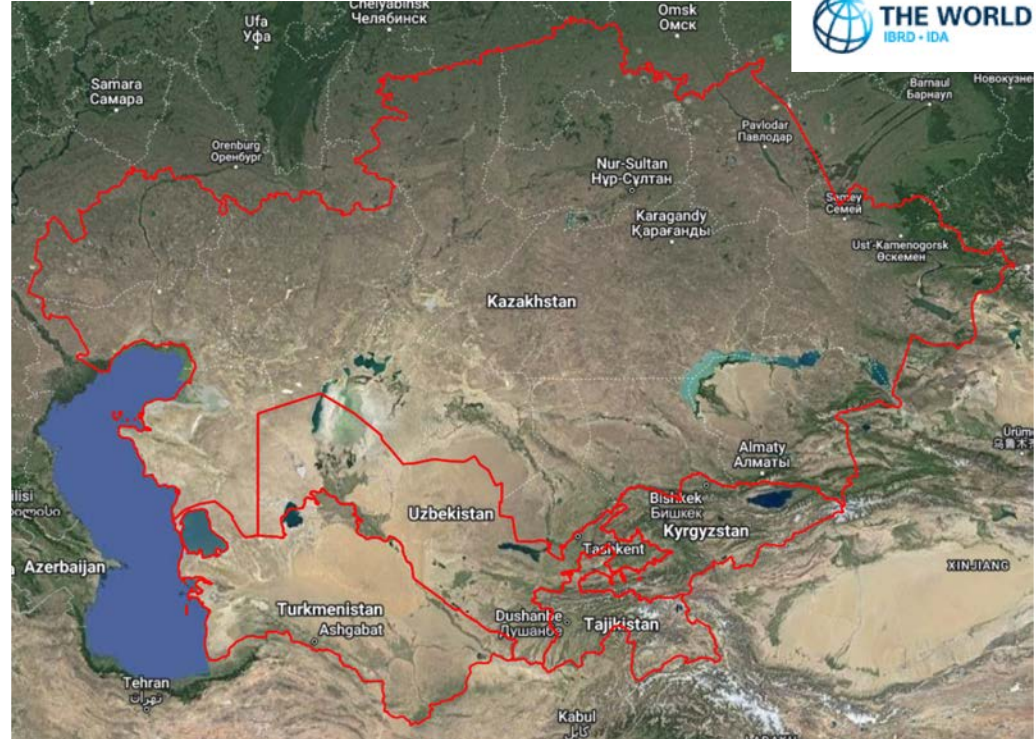 Chelyabinsk
Челябинск
Omsk
Омск
THE WORLD
IBRD • IDA
Ufa
Уфа
Samara
Самара
Barnaul
Барнаул
Orenburg
Оренбург
Pavlodar
Павлодар
Nur-Sultan
Нұр-Сұлтан
Semey
Семей
Karagandy
Қарағанды
Ust'-Kamenogorsk
Өскемен
Kazakhstan
Almaty
Алматы
Bishkek
Бишкек
Uzbekistan
Kyrgyzstan
Tashkent
Azerbaijan
XINJIANG
Turkmenistan
Ashgabat
Dushanbe
Душанбе
Tajikistan
Tehran
تهران
Kabul
کابل